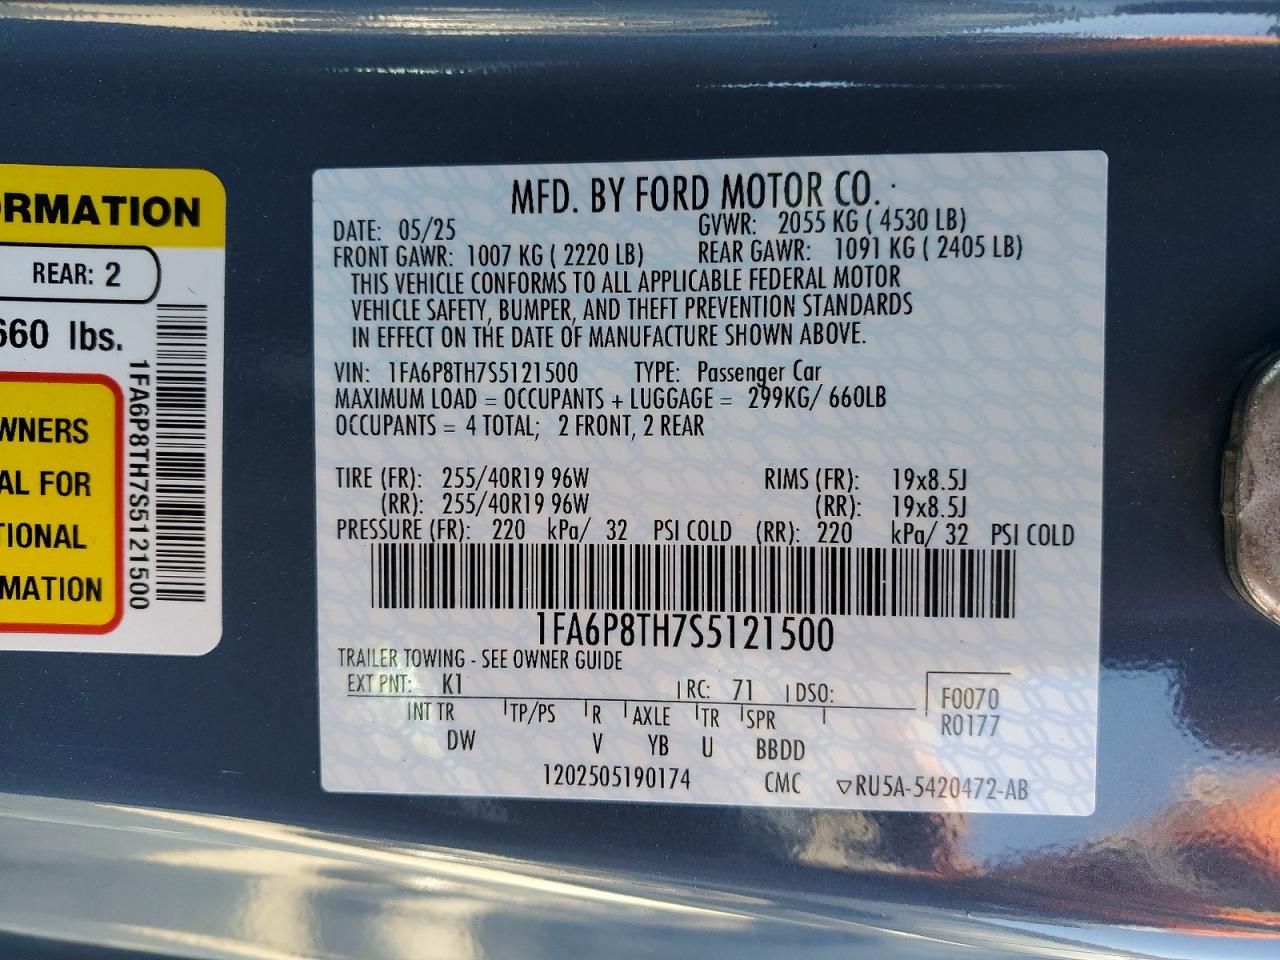 RMATION
REAR: 2
660 lbs.
WNERS
AL FOR
TIONAL
MATION
1FA6P8TH7S5121500
MFD. BY FORD MOTOR CO.
DATE: 05/25 GVWR: 2055 KG ( 4530 LB)
FRONT GAWR: 1007 KG ( 2220 LB) REAR GAWR: 1091 KG ( 2405 LB)
THIS VEHICLE CONFORMS TO ALL APPLICABLE FEDERAL MOTOR
VEHICLE SAFETY, BUMPER, AND THEFT PREVENTION STANDARDS
IN EFFECT ON THE DATE OF MANUFACTURE SHOWN ABOVE.
VIN: 1FA6P8TH7S5121500 TYPE: Passenger Car
MAXIMUM LOAD = OCCUPANTS + LUGGAGE = 299KG/ 660LB
OCCUPANTS = 4 TOTAL; 2 FRONT, 2 REAR
TIRE (FR): 255/40R19 96W RIMS (FR): 19x8.5J
(RR): 255/40R19 96W (RR): 19x8.5J
PRESSURE (FR): 220 kPa/ 32 PSI COLD (RR): 220 kPa/ 32 PSI COLD
1FA6P8TH7S5121500
TRAILER TOWING - SEE OWNER GUIDE
EXT PNT: K1 RC: 71 DSO: F0070
INT TR TP/PS R AXLE TR SPR R0177
DW V YB U BBDD
1202505190174 CMC ▽RU5A-5420472-AB